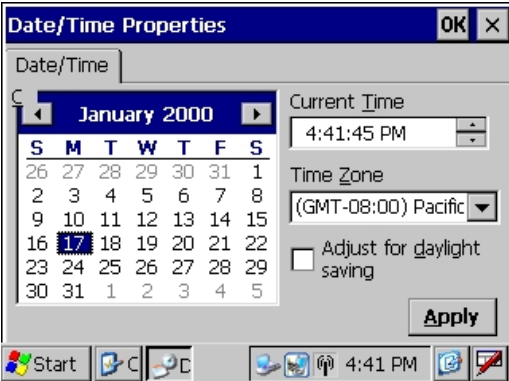 Date/Time Properties OK ×
Date/Time
C
January 2000
S M T W T F S
26 27 28 29 30 31 1
2 3 4 5 6 7 8
9 10 11 12 13 14 15
16 17 18 19 20 21 22
23 24 25 26 27 28 29
30 31 1 2 3 4 5
Current Time
4:41:45 PM
Time Zone
(GMT-08:00) Pacific
Adjust for daylight
saving
Apply
Start C D 4:41 PM